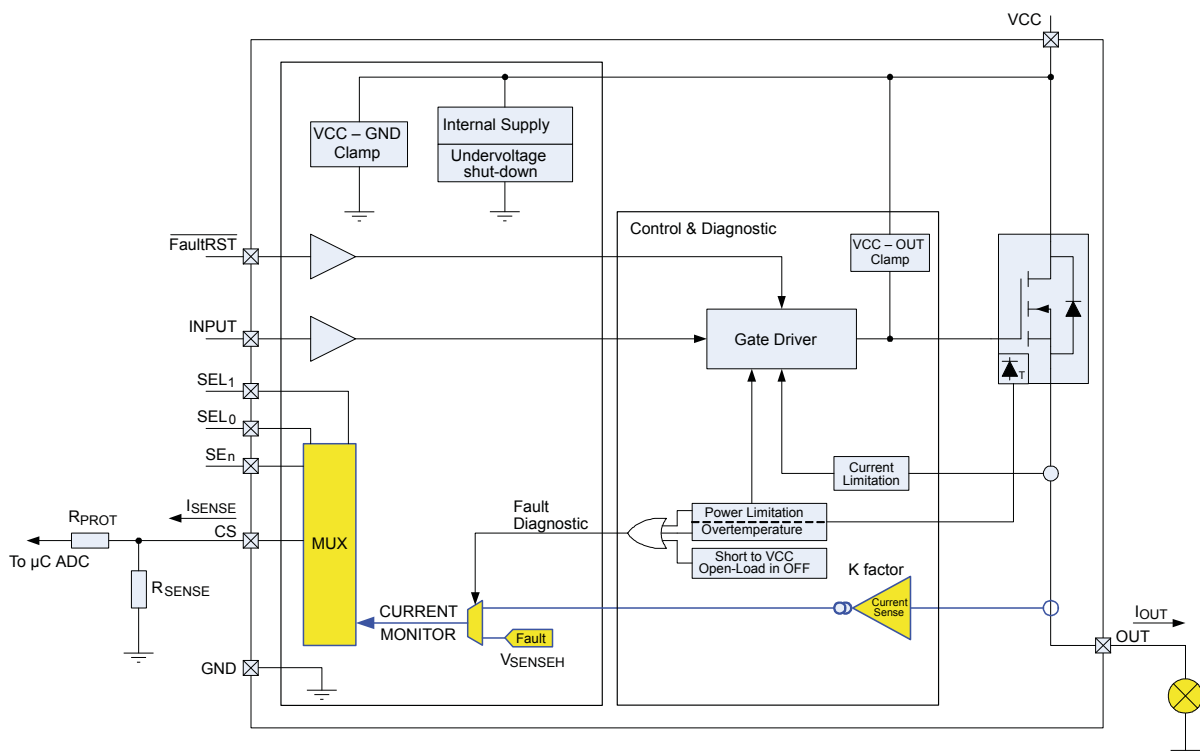 VCC
VCC – GND
Clamp
Internal Supply
Undervoltage
shut-down
Control & Diagnostic
FaultRST
VCC – OUT
Clamp
INPUT
Gate Driver
T
SEL1
SEL0
SEn
Current
Limitation
ISENSE
Fault
Diagnostic
Power Limitation
Overtemperature
RPROT
CS
MUX
To µC ADC
Short to VCC
Open-Load in OFF
K factor
RSENSE
CURRENT
MONITOR
Current
Sense
Fault
VSENSEH
IOUT
OUT
GND